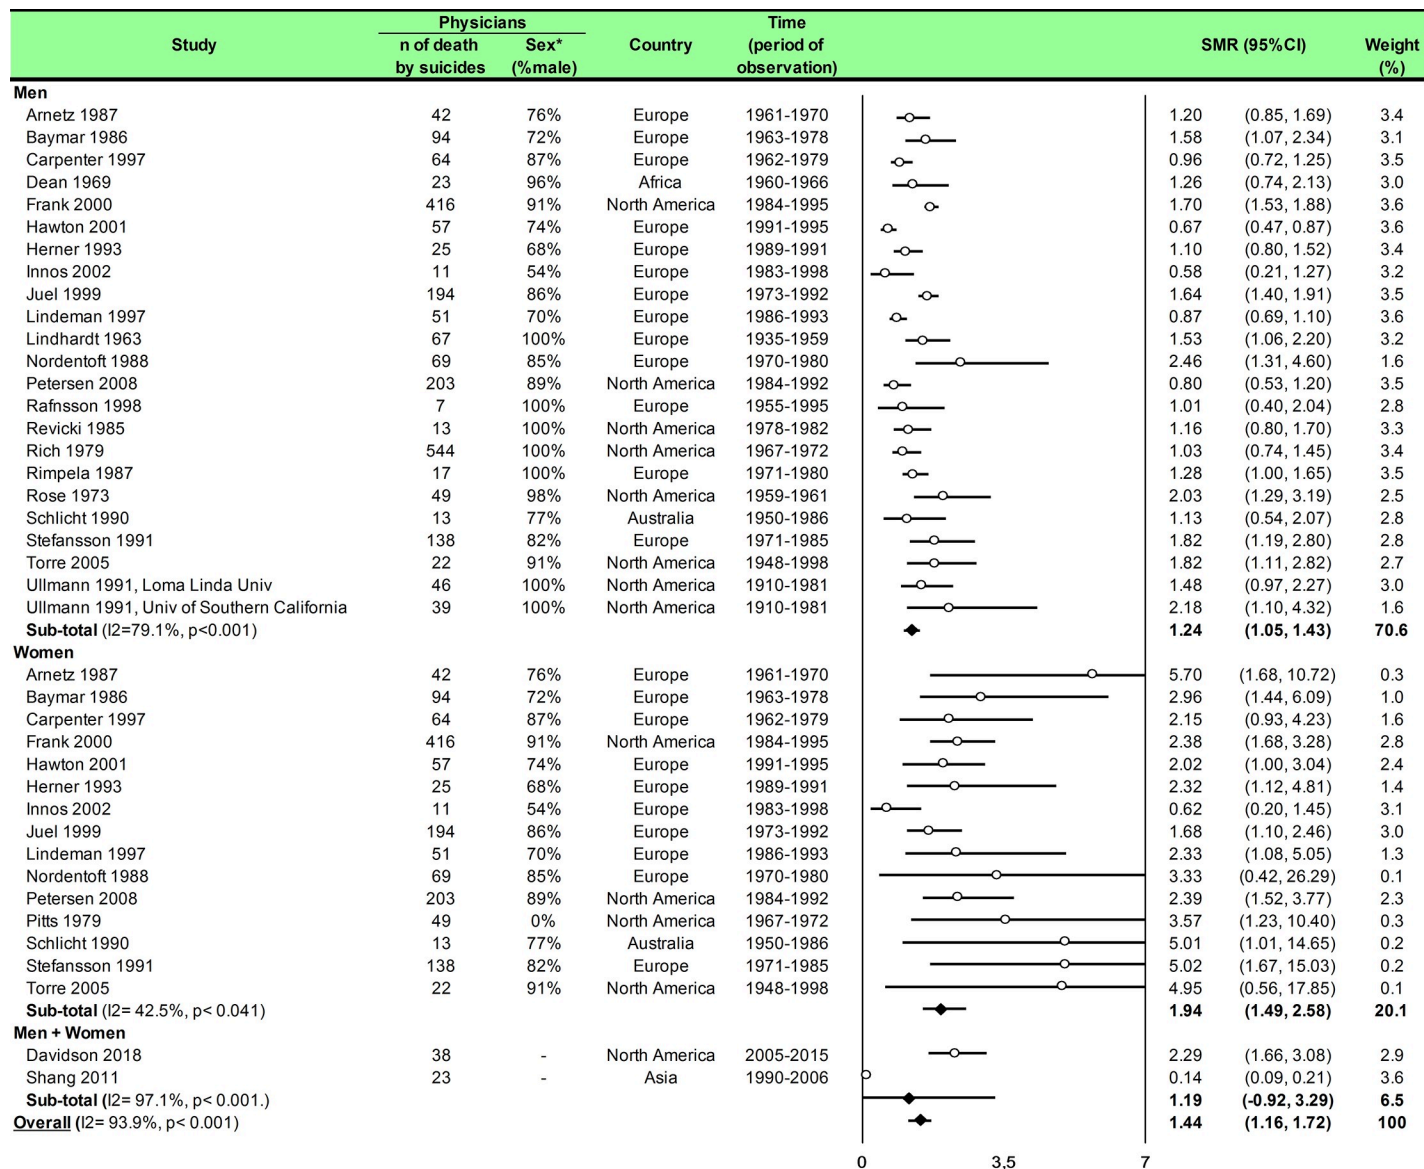 Physicians Time
Study n of death Sex* Country (period of SMR (95%CI) Weight
by suicides (%male) observation) (%)
Men
Arnetz 1987 42 76% Europe 1961-1970 1.20 (0.85, 1.69) 3.4
Baymar 1986 94 72% Europe 1963-1978 1.58 (1.07, 2.34) 3.1
Carpenter 1997 64 87% Europe 1962-1979 0.96 (0.72, 1.25) 3.5
Dean 1969 23 96% Africa 1960-1966 1.26 (0.74, 2.13) 3.0
Frank 2000 416 91% North America 1984-1995 1.70 (1.53, 1.88) 3.6
Hawton 2001 57 74% Europe 1991-1995 0.67 (0.47, 0.87) 3.6
Herner 1993 25 68% Europe 1989-1991 1.10 (0.80, 1.52) 3.4
Innos 2002 11 54% Europe 1983-1998 0.58 (0.21, 1.27) 3.2
Juel 1999 194 86% Europe 1973-1992 1.64 (1.40, 1.91) 3.5
Lindeman 1997 51 70% Europe 1986-1993 0.87 (0.69, 1.10) 3.6
Lindhardt 1963 67 100% Europe 1935-1959 1.53 (1.06, 2.20) 3.2
Nordentoft 1988 69 85% Europe 1970-1980 2.46 (1.31, 4.60) 1.6
Petersen 2008 203 89% North America 1984-1992 0.80 (0.53, 1.20) 3.5
Rafnsson 1998 7 100% Europe 1955-1995 1.01 (0.40, 2.04) 2.8
Revicki 1985 13 100% North America 1978-1982 1.16 (0.80, 1.70) 3.3
Rich 1979 544 100% North America 1967-1972 1.03 (0.74, 1.45) 3.4
Rimpela 1987 17 100% Europe 1971-1980 1.28 (1.00, 1.65) 3.5
Rose 1973 49 98% North America 1959-1961 2.03 (1.29, 3.19) 2.5
Schlicht 1990 13 77% Australia 1950-1986 1.13 (0.54, 2.07) 2.8
Stefansson 1991 138 82% Europe 1971-1985 1.82 (1.19, 2.80) 2.8
Torre 2005 22 91% North America 1948-1998 1.82 (1.11, 2.82) 2.7
Ullmann 1991, Loma Linda Univ 46 100% North America 1910-1981 1.48 (0.97, 2.27) 3.0
Ullmann 1991, Univ of Southern California 39 100% North America 1910-1981 2.18 (1.10, 4.32) 1.6
Sub-total (I2=79.1%, p<0.001) 1.24 (1.05, 1.43) 70.6
Women
Arnetz 1987 42 76% Europe 1961-1970 5.70 (1.68, 10.72) 0.3
Baymar 1986 94 72% Europe 1963-1978 2.96 (1.44, 6.09) 1.0
Carpenter 1997 64 87% Europe 1962-1979 2.15 (0.93, 4.23) 1.6
Frank 2000 416 91% North America 1984-1995 2.38 (1.68, 3.28) 2.8
Hawton 2001 57 74% Europe 1991-1995 2.02 (1.00, 3.04) 2.4
Herner 1993 25 68% Europe 1989-1991 2.32 (1.12, 4.81) 1.4
Innos 2002 11 54% Europe 1983-1998 0.62 (0.20, 1.45) 3.1
Juel 1999 194 86% Europe 1973-1992 1.68 (1.10, 2.46) 3.0
Lindeman 1997 51 70% Europe 1986-1993 2.33 (1.08, 5.05) 1.3
Nordentoft 1988 69 85% Europe 1970-1980 3.33 (0.42, 26.29) 0.1
Petersen 2008 203 89% North America 1984-1992 2.39 (1.52, 3.77) 2.3
Pitts 1979 49 0% North America 1967-1972 3.57 (1.23, 10.40) 0.3
Schlicht 1990 13 77% Australia 1950-1986 5.01 (1.01, 14.65) 0.2
Stefansson 1991 138 82% Europe 1971-1985 5.02 (1.67, 15.03) 0.2
Torre 2005 22 91% North America 1948-1998 4.95 (0.56, 17.85) 0.1
Sub-total (I2= 42.5%, p< 0.041) 1.94 (1.49, 2.58) 20.1
Men + Women
Davidson 2018 38 - North America 2005-2015 2.29 (1.66, 3.08) 2.9
Shang 2011 23 - Asia 1990-2006 0.14 (0.09, 0.21) 3.6
Sub-total (I2= 97.1%, p< 0.001.) 1.19 (-0.92, 3.29) 6.5
Overall (I2= 93.9%, p< 0.001) 1.44 (1.16, 1.72) 100
0 3,5 7